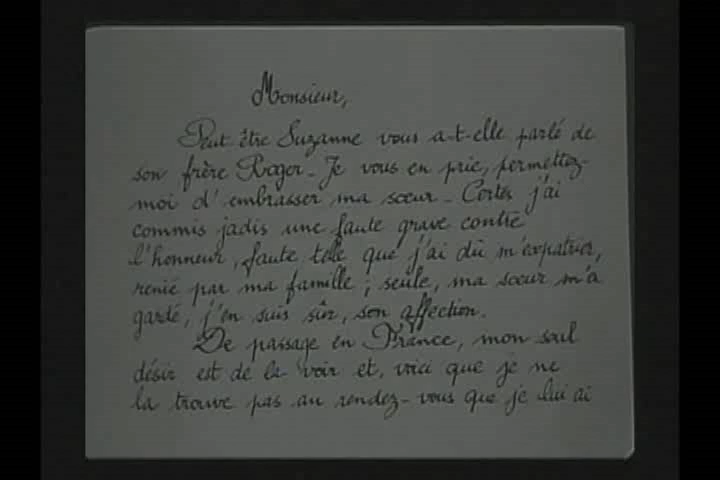 Monsieur,
Peut être Suzanne vous a-t-elle parlé de
son frère Roger - Je vous en prie, permettez-
moi d'embrasser ma sœur - Certes j'ai
commis jadis une faute grave contre
l'honneur, faute telle que j'ai dû m'expatrier,
renié par ma famille ; seule, ma sœur m'a
gardé, j'en suis sûr, son affection.
De passage en France, mon seul
désir est de la voir et, voici que je ne
la trouve pas au rendez-vous que je lui ai